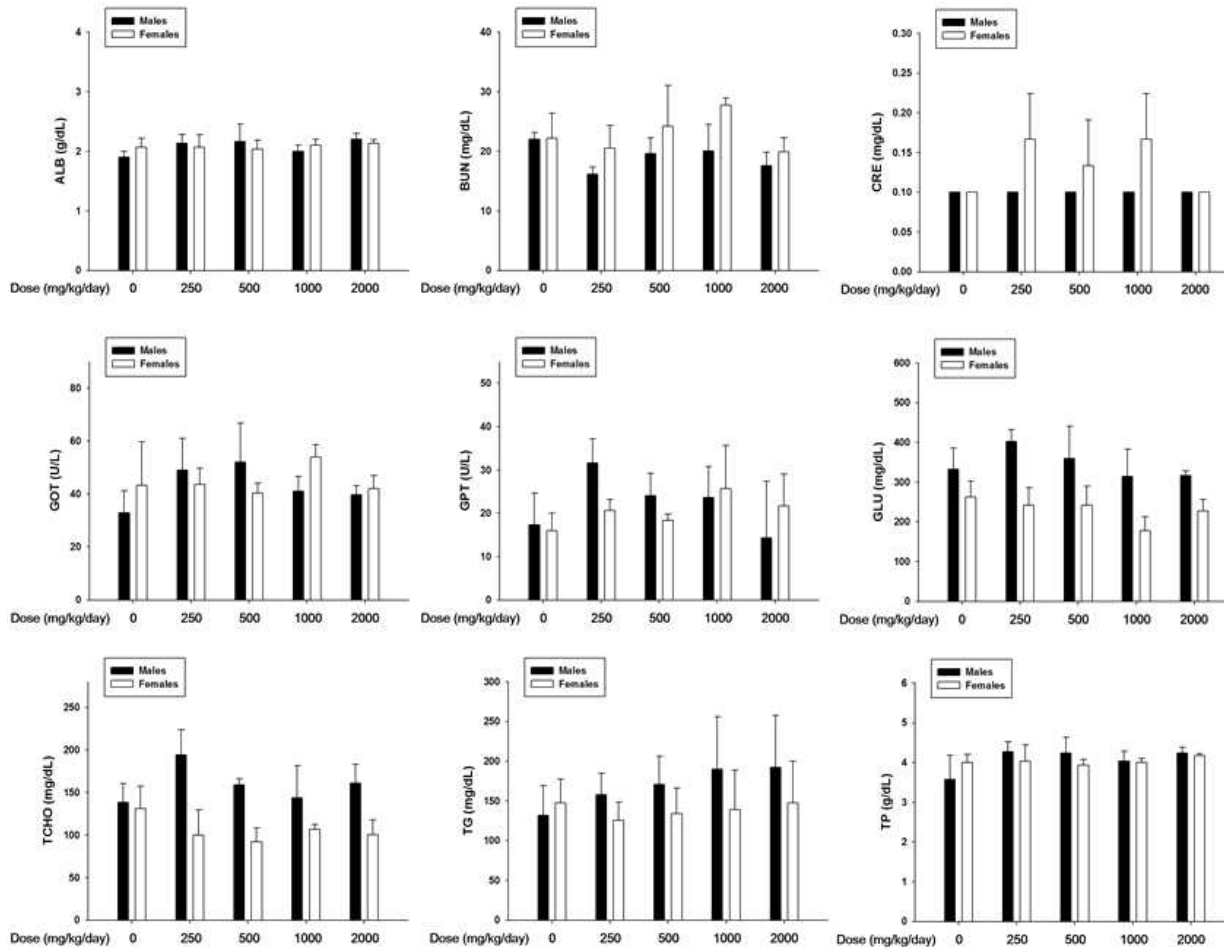 Males
Females
4
3
2
1
0
ALB (g/dL)
Dose (mg/kg/day) 0 250 500 1000 2000
Males
Females
40
30
20
10
0
BUN (mg/dL)
Dose (mg/kg/day) 0 250 500 1000 2000
Males
Females
0.30
0.25
0.20
0.15
0.10
0.05
0.00
CRE (mg/dL)
Dose (mg/kg/day) 0 250 500 1000 2000
Males
Females
80
60
40
20
0
GOT (U/L)
Dose (mg/kg/day) 0 250 500 1000 2000
Males
Females
50
40
30
20
10
0
GPT (U/L)
Dose (mg/kg/day) 0 250 500 1000 2000
Males
Females
600
500
400
300
200
100
0
GLU (mg/dL)
Dose (mg/kg/day) 0 250 500 1000 2000
Males
Females
250
200
150
100
50
0
TCHO (mg/dL)
Dose (mg/kg/day) 0 250 500 1000 2000
Males
Females
300
250
200
150
100
50
0
TG (mg/dL)
Dose (mg/kg/day) 0 250 500 1000 2000
Males
Females
6
5
4
3
2
1
0
TP (g/dL)
Dose (mg/kg/day) 0 250 500 1000 2000